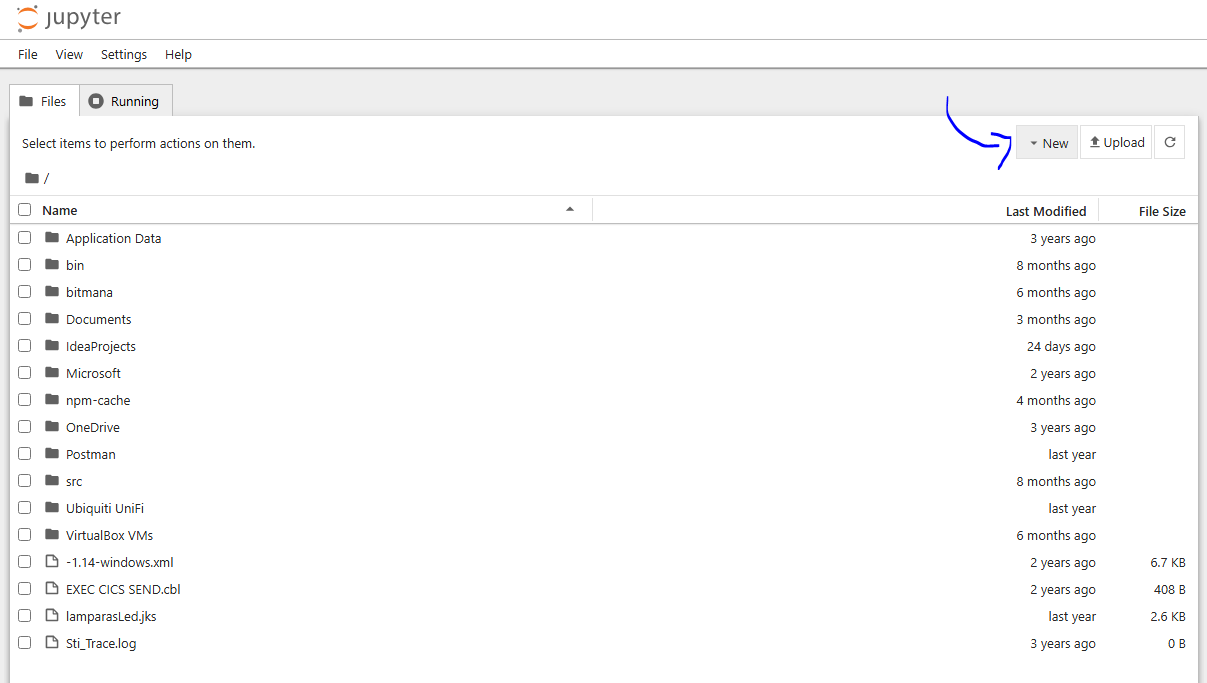 jupyter
File View Settings Help
Files Running
Select items to perform actions on them.
New Upload
/
Name Last Modified File Size
Application Data 3 years ago
bin 8 months ago
bitmana 6 months ago
Documents 3 months ago
IdeaProjects 24 days ago
Microsoft 2 years ago
npm-cache 4 months ago
OneDrive 3 years ago
Postman last year
src 8 months ago
Ubiquiti UniFi last year
VirtualBox VMs 6 months ago
-1.14-windows.xml 2 years ago 6.7 KB
EXEC CICS SEND.cbl 2 years ago 408 B
lamparasLed.jks last year 2.6 KB
Sti_Trace.log 3 years ago 0 B